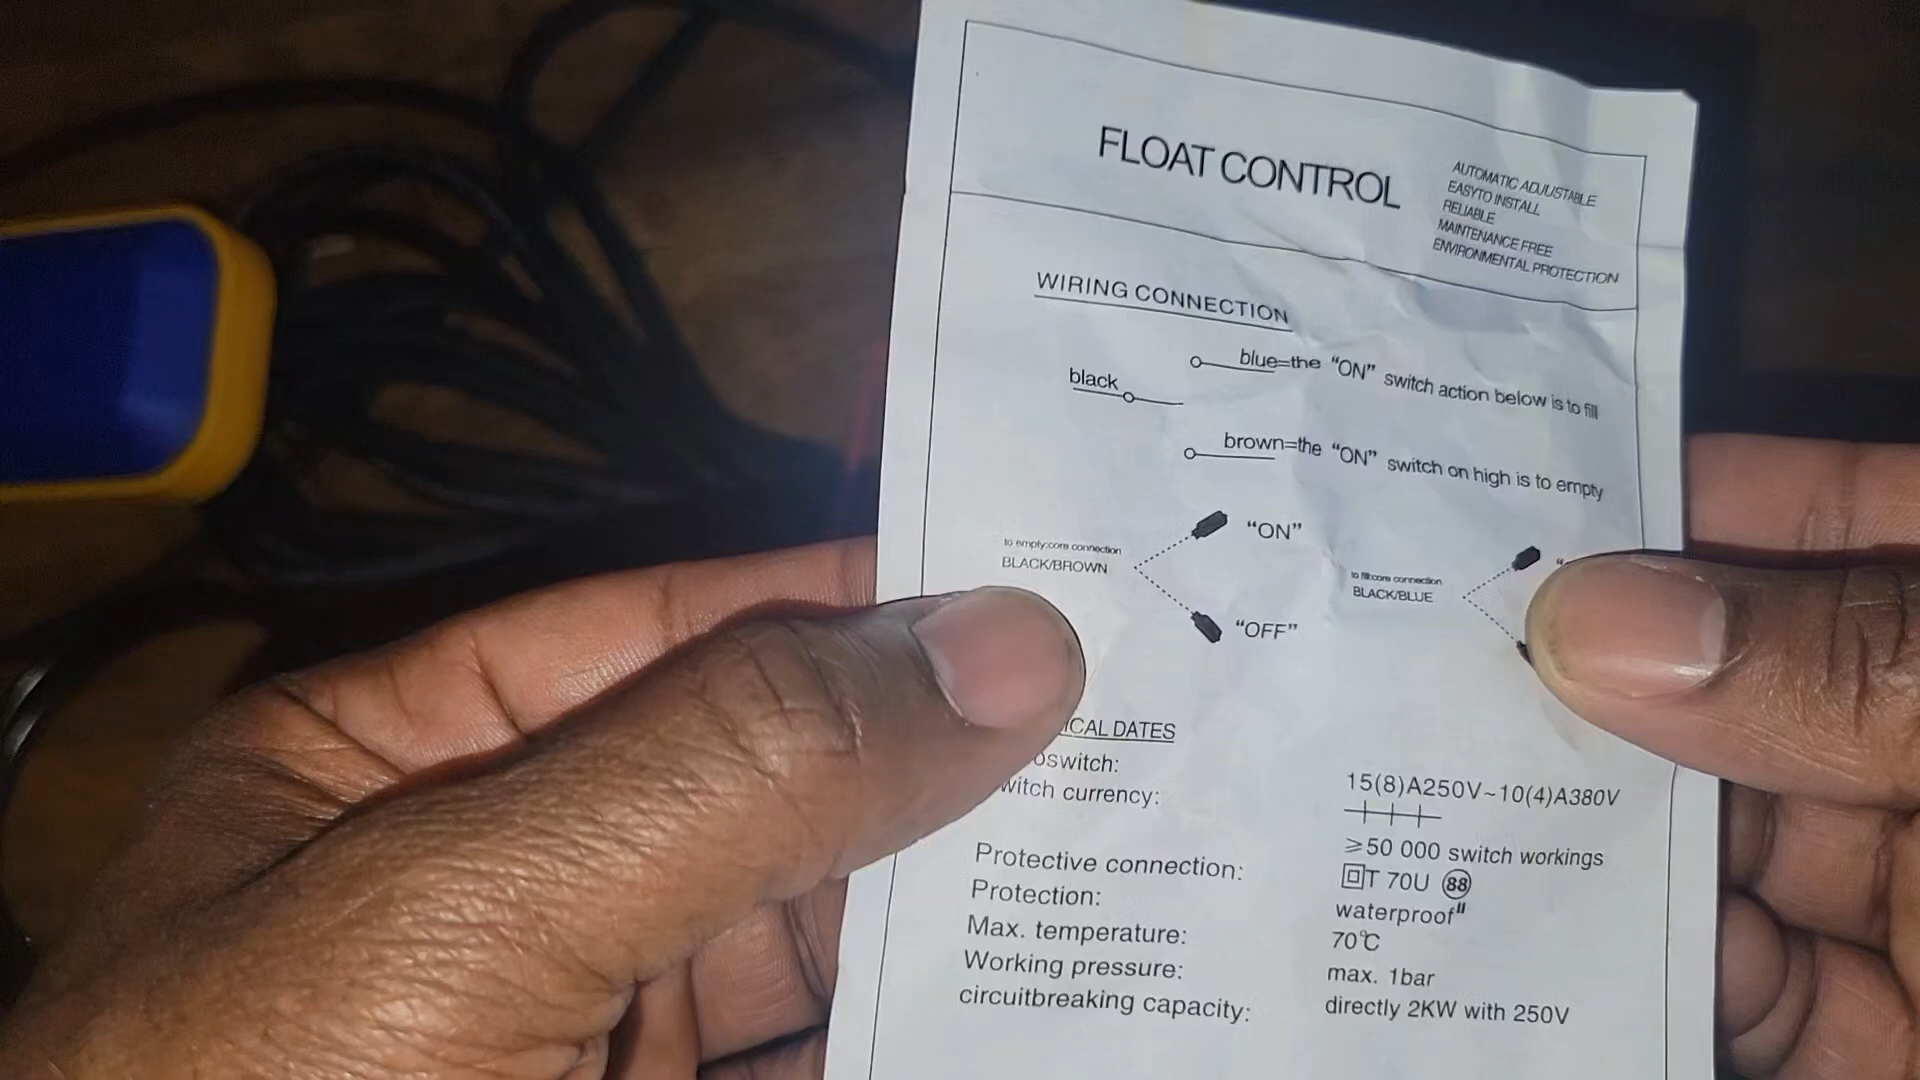 FLOAT CONTROL
AUTOMATIC ADJUSTABLE
EASYTO INSTALL
RELIABLE
MAINTENANCE FREE
ENVIRONMENTAL PROTECTION
WIRING CONNECTION
blue=the “ON” switch action below is to fill
black
brown=the “ON” switch on high is to empty
to empty:core connection
BLACK/BROWN
“ON”
“OFF”
to fill:core connection
BLACK/BLUE
ICAL DATES
oswitch:
witch currency:
15(8)A250V~10(4)A380V
≥50 000 switch workings
Protective connection:
T 70U 88
Protection:
waterproof"
Max. temperature:
70℃
Working pressure:
max. 1bar
circuitbreaking capacity:
directly 2KW with 250V